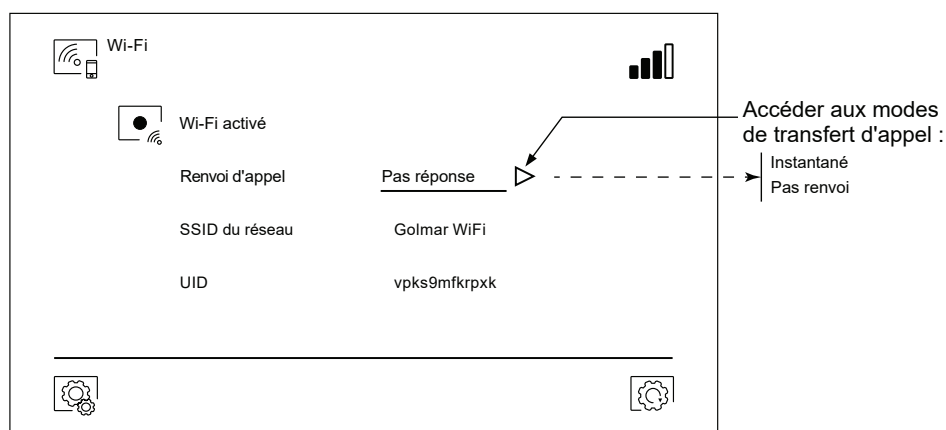 Wi-Fi
Wi-Fi activé
Accéder aux modes
de transfert d'appel :
Renvoi d'appel Pas réponse
Instantané
Pas renvoi
SSID du réseau Golmar WiFi
UID vpks9mfkrpxk